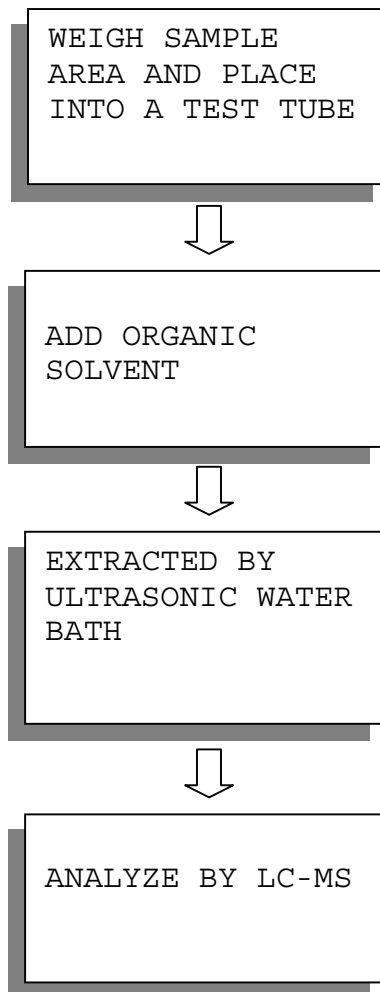 WEIGH SAMPLE
AREA AND PLACE
INTO A TEST TUBE
ADD ORGANIC
SOLVENT
EXTRACTED BY
ULTRASONIC WATER
BATH
ANALYZE BY LC-MS